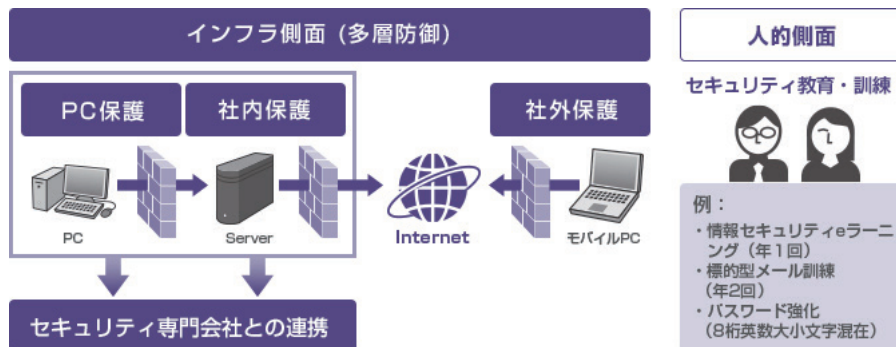 インフラ側面 (多層防御)
PC保護
社内保護
社外保護
PC
Server
Internet
モバイルPC
セキュリティ専門会社との連携
人的側面
セキュリティ教育・訓練
例：
・情報セキュリティeラーニ
ング（年1回）
・標的型メール訓練
（年2回）
・パスワード強化
（8桁英数大小文字混在）